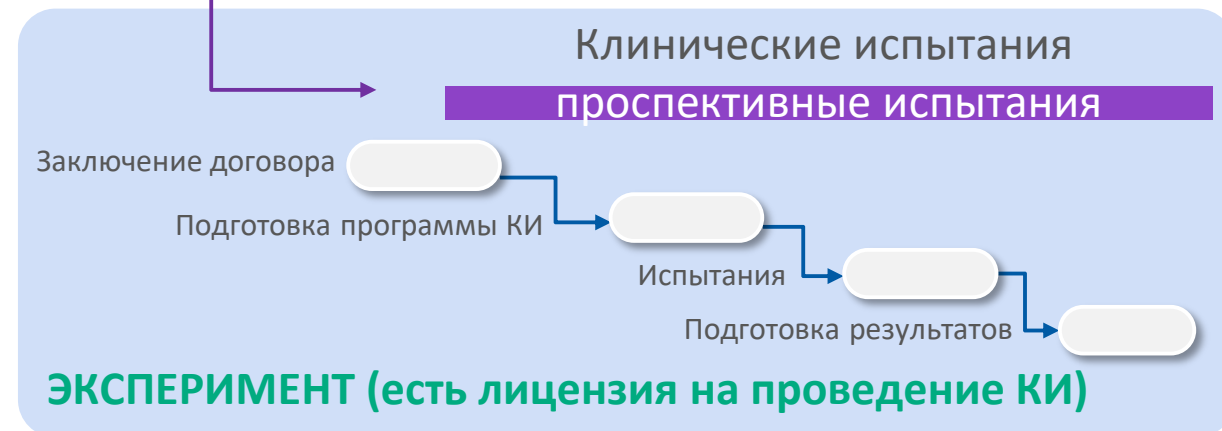 Клинические испытания
проспективные испытания
Заключение договора
Подготовка программы КИ
Испытания
Подготовка результатов
ЭКСПЕРИМЕНТ (есть лицензия на проведение КИ)